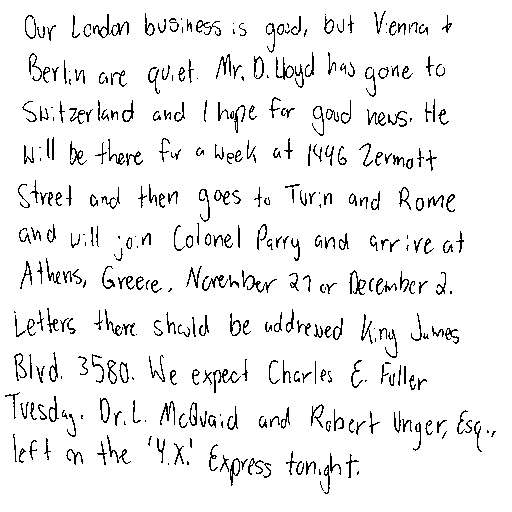 Our London business is good, but Vienna +
Berlin are quiet. Mr. D. Lloyd has gone to
Switzerland and I hope for good news. He
will be there for a week at 1446 Zermott
Street and then goes to Turin and Rome
and will join Colonel Parry and arrive at
Athens, Greece, November 27 or December 2.
Letters there should be addressed King James
Blvd. 3580. We expect Charles E. Fuller
Tuesday. Dr. L. McQuaid and Robert Unger, Esq.,
left on the 'Y.X.' Express tonight.